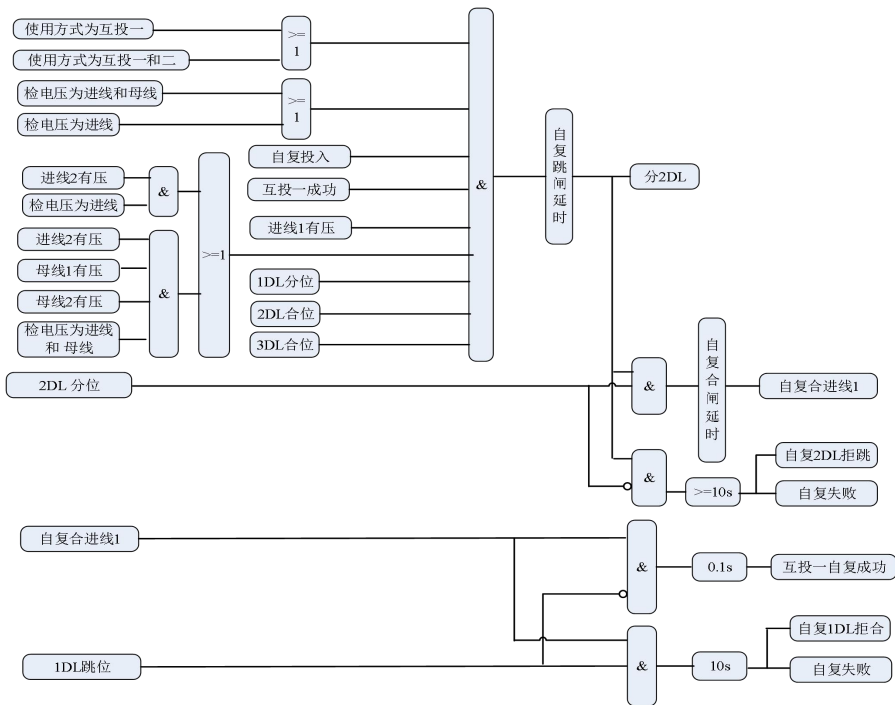 使用方式为互投一
使用方式为互投一和二
>=
1
检电压为进线和母线
检电压为进线
>=
1
自复投入
互投一成功
进线1有压
进线2有压
检电压为进线
&
进线2有压
母线1有压
母线2有压
检电压为进线
和 母线
&
>=1
1DL分位
2DL合位
3DL合位
&
自复跳闸延时
分2DL
2DL 分位
&
自复合闸延时
自复合进线1
&
>=10s
自复2DL拒跳
自复失败
自复合进线1
&
0.1s
互投一自复成功
1DL跳位
&
10s
自复1DL拒合
自复失败